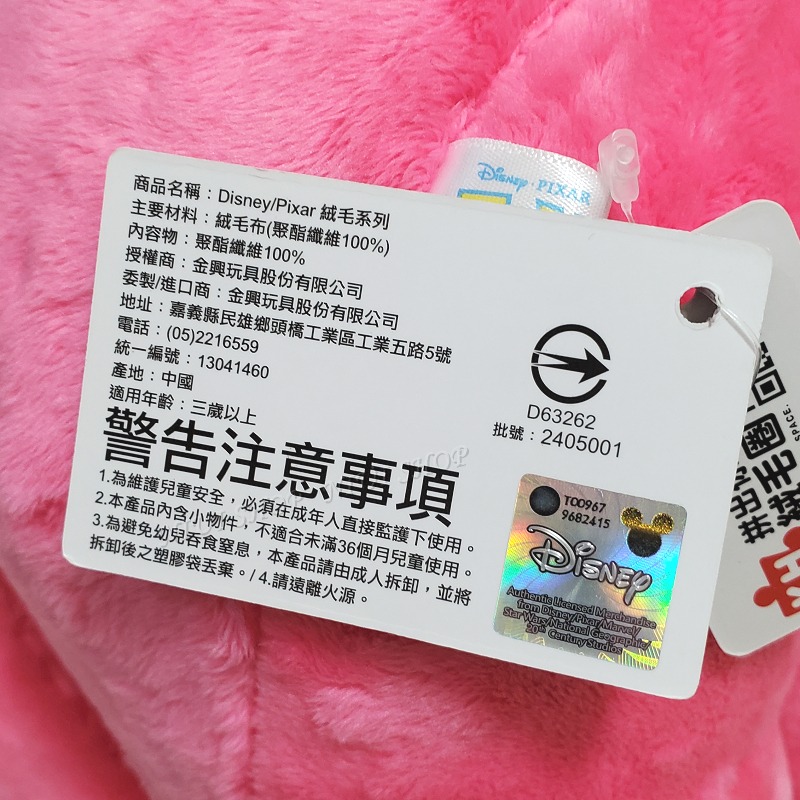 Disney · PIXAR
商品名稱：Disney/Pixar 絨毛系列
主要材料：絨毛布(聚酯纖維100%)
內容物：聚酯纖維100%
授權商：金興玩具股份有限公司
委製/進口商：金興玩具股份有限公司
地址：嘉義縣民雄鄉頭橋工業區工業五路5號
電話：(05)2216559
統一編號：13041460
產地：中國
適用年齡：三歲以上
D63262
批號：2405001
警告注意事項
1.為維護兒童安全，必須在成年人直接監護下使用。
2.本產品內含小物件，不適合未滿36個月兒童使用。
3.為避免幼兒吞食窒息，本產品請由成人拆卸，並將
拆卸後之塑膠袋丟棄。/ 4.請遠離火源。
T00967
9682415
Disney
Authentic Licensed Merchandise
from Disney/Pixar/Marvel/
Star Wars/National Geographic/
20th Century Studios
SPACE.
絨毛園
SHOP